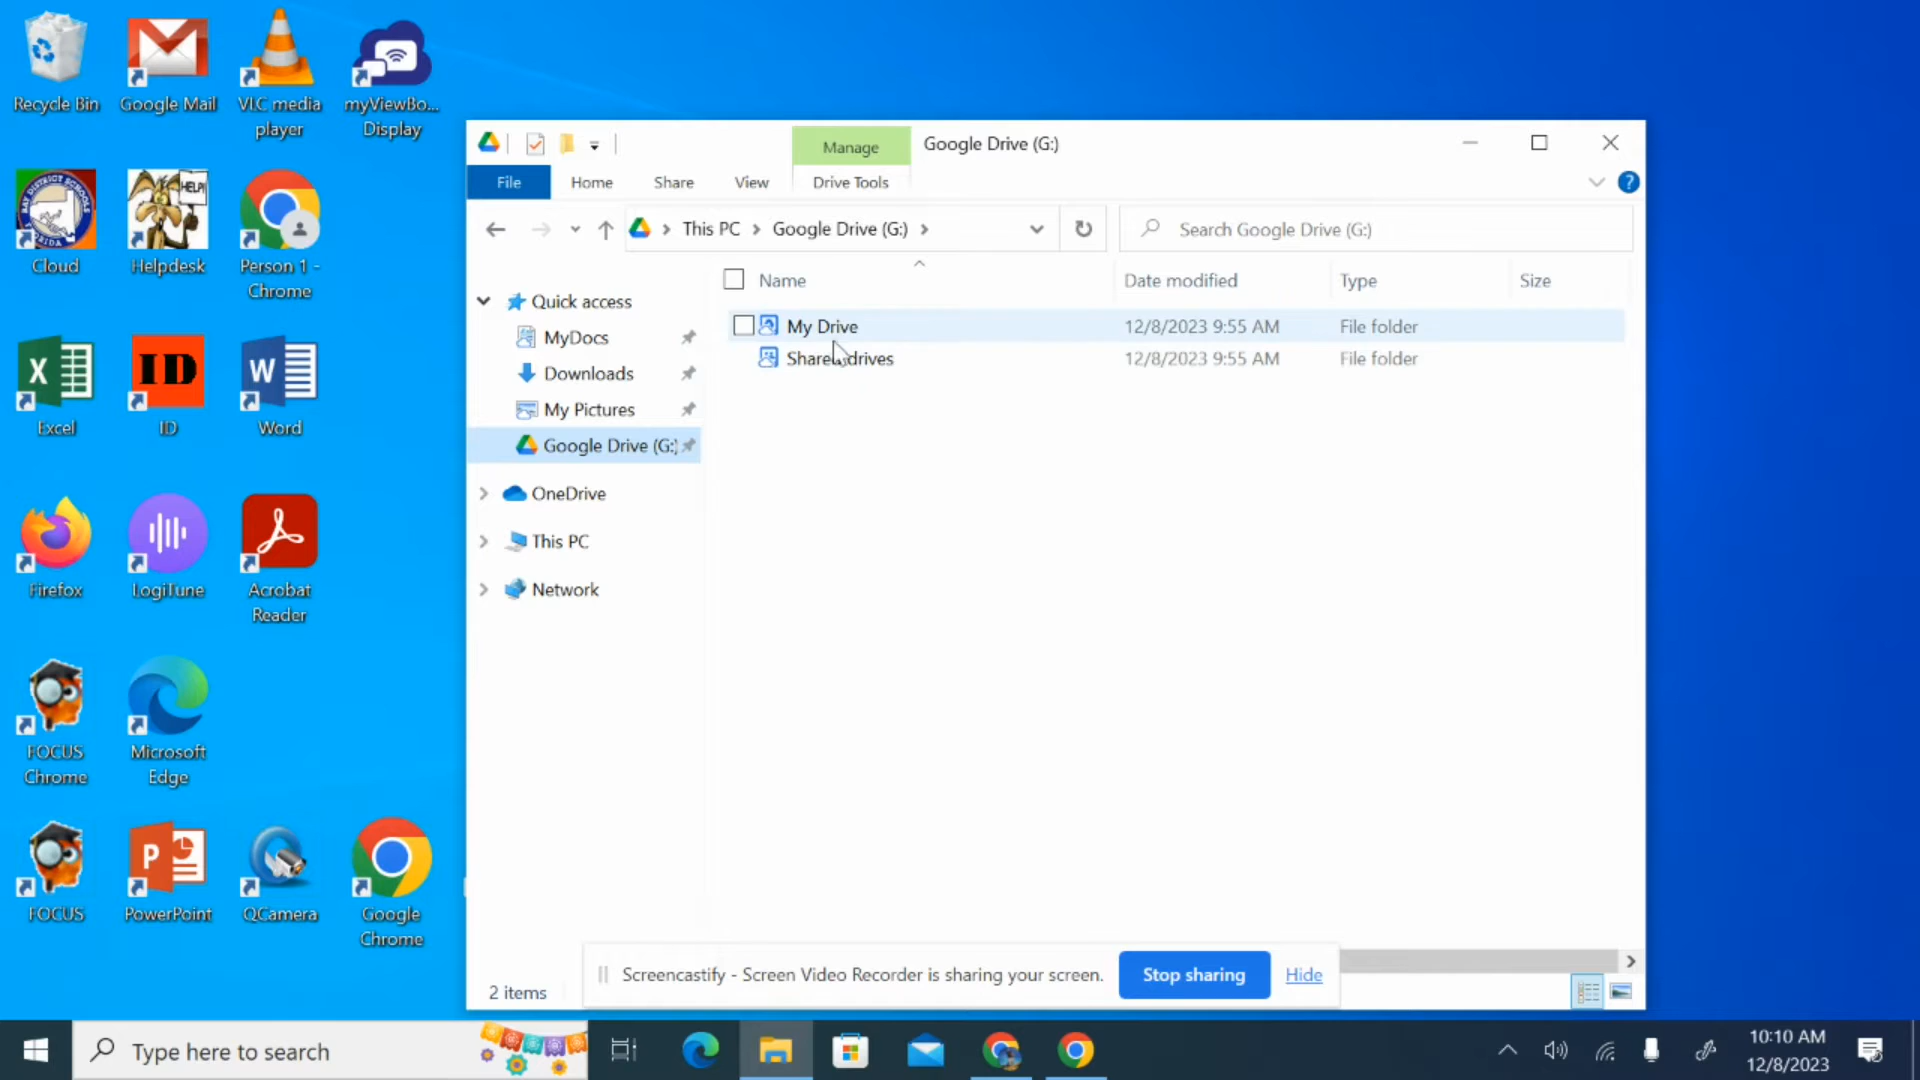 Recycle Bin
Google Mail
VLC media
player
myViewBo...
Display
Cloud
HELP!
Helpdesk
Person 1 -
Chrome
Excel
ID
ID
Word
Firefox
LogiTune
Acrobat
Reader
FOCUS
Chrome
Microsoft
Edge
FOCUS
PowerPoint
QCamera
Google
Chrome
Manage
Google Drive (G:)
File
Home
Share
View
Drive Tools
This PC
Google Drive (G:)
Search Google Drive (G:)
Name
Date modified
Type
Size
Quick access
MyDocs
Downloads
My Pictures
Google Drive (G:)
OneDrive
This PC
Network
My Drive
12/8/2023 9:55 AM
File folder
Shared drives
12/8/2023 9:55 AM
File folder
2 items
Screencastify - Screen Video Recorder is sharing your screen.
Stop sharing
Hide
Type here to search
10:10 AM
12/8/2023